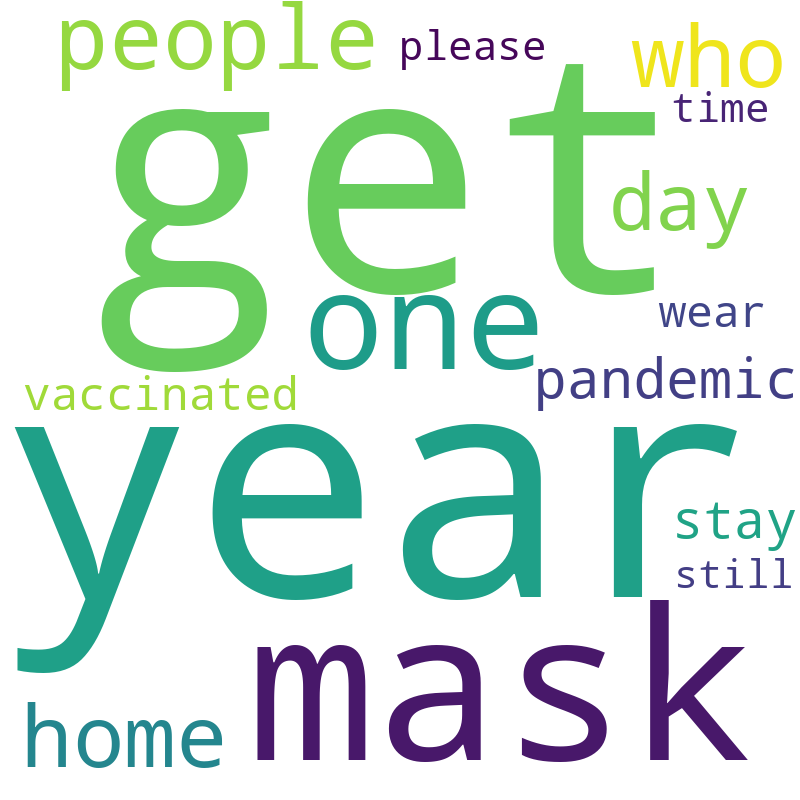 people please who
time
get
day
one wear
pandemic
vaccinated
year
stay
still
mask
home